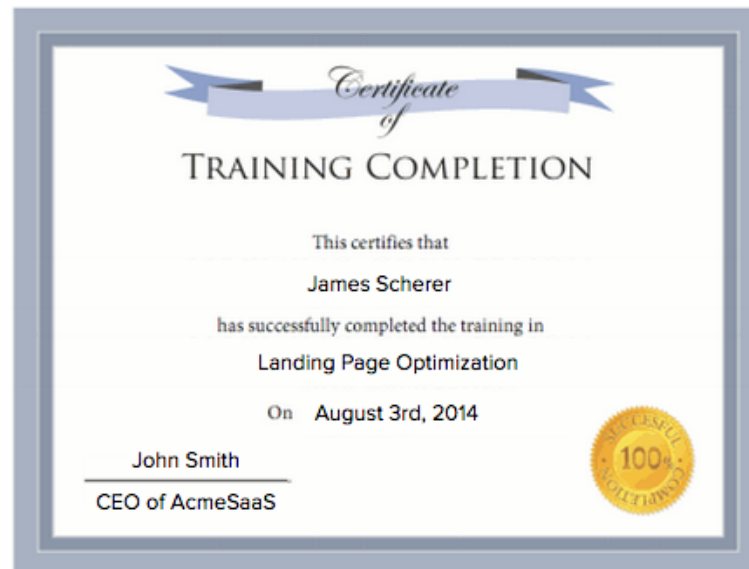 Certificate
of
TRAINING COMPLETION
This certifies that
James Scherer
has successfully completed the training in
Landing Page Optimization
On August 3rd, 2014
John Smith
CEO of AcmeSaaS
SUCCESFUL
100%
COMPLETION